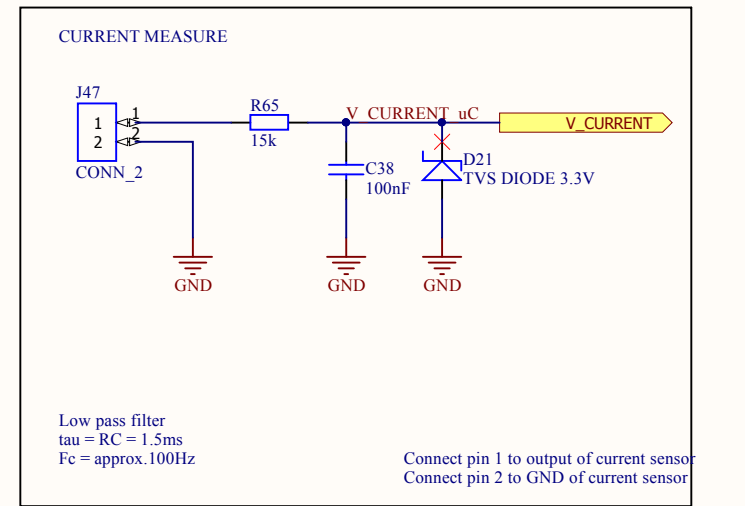 CURRENT MEASURE
J47
1
2
1
2
CONN_2
R65
15k
V_CURRENT_uC
V_CURRENT
C38
100nF
D21
TVS DIODE 3.3V
GND
GND
GND
Low pass filter
tau = RC = 1.5ms
Fc = approx.100Hz
Connect pin 1 to output of current sensor
Connect pin 2 to GND of current sensor